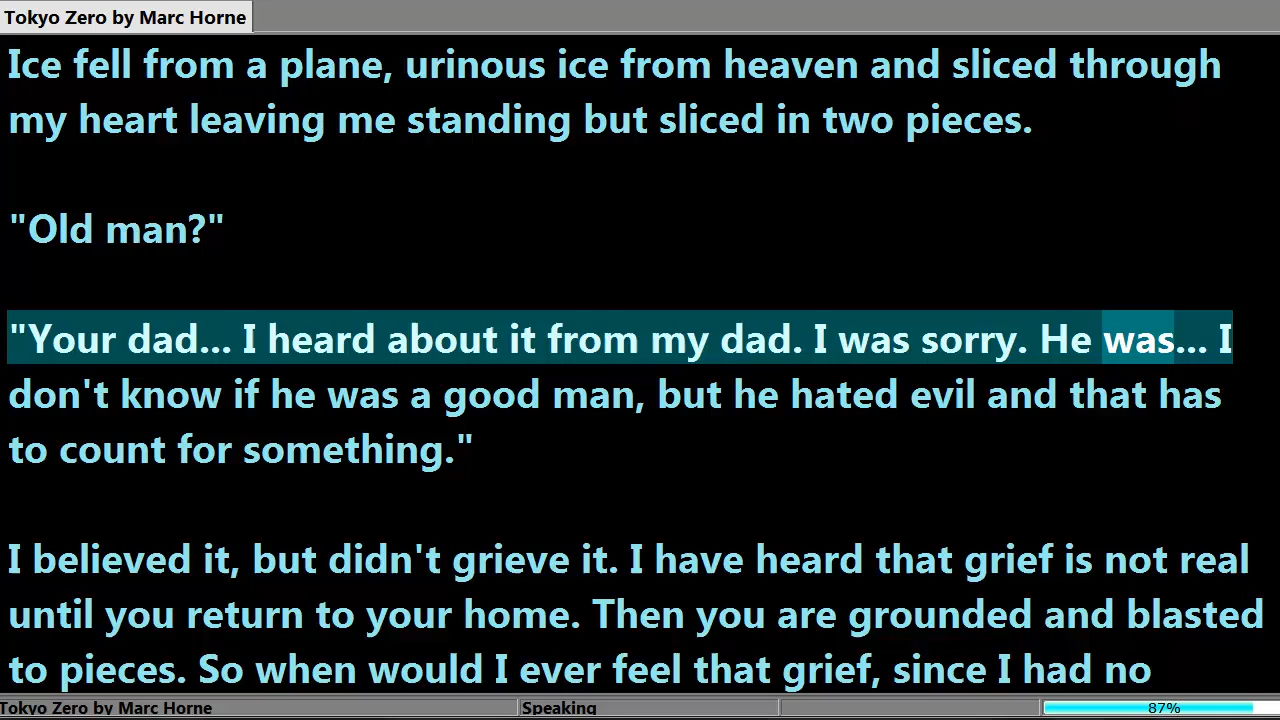 Tokyo Zero by Marc Horne
Ice fell from a plane, urinous ice from heaven and sliced through
my heart leaving me standing but sliced in two pieces.
"Old man?"
"Your dad... I heard about it from my dad. I was sorry. He was... I
don't know if he was a good man, but he hated evil and that has
to count for something."
I believed it, but didn't grieve it. I have heard that grief is not real
until you return to your home. Then you are grounded and blasted
to pieces. So when would I ever feel that grief, since I had no
Tokyo Zero by Marc Horne Speaking 87%